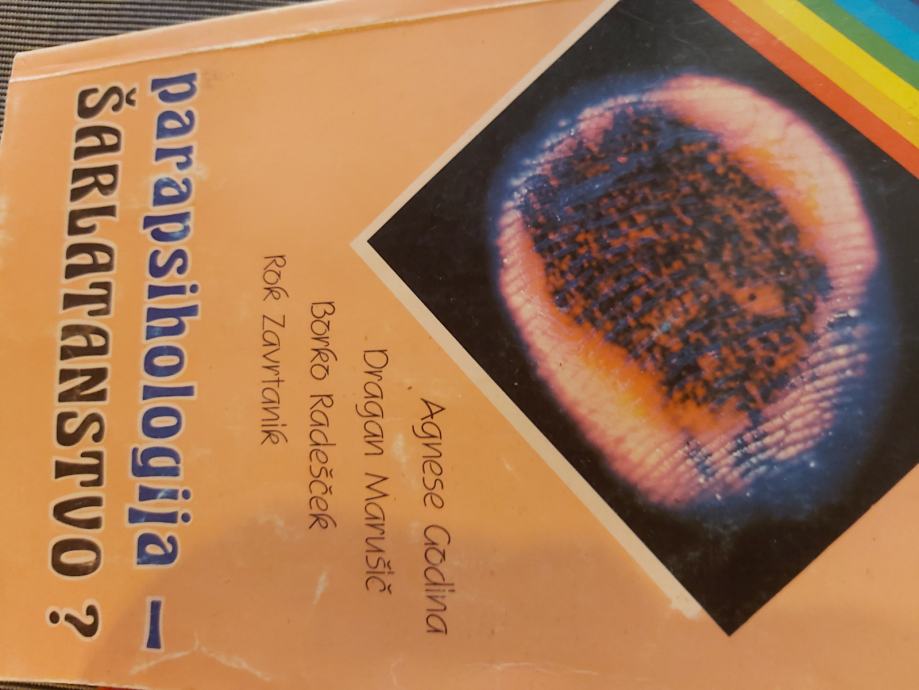 Agnese Godina
Dragan Marušič
Borko Radešček
Rok Zavrtanik
parapsihologija –
ŠARLATANSTVO ?